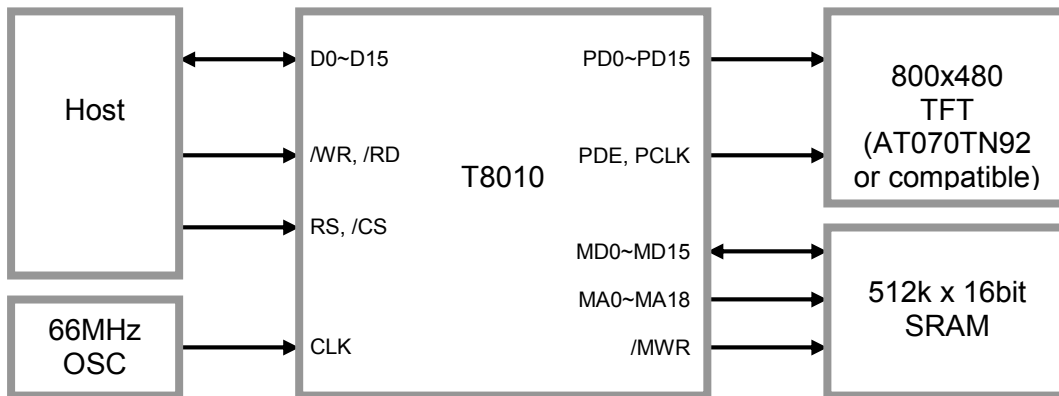 Host
66MHz
OSC
D0~D15
/WR, /RD
RS, /CS
CLK
T8010
PD0~PD15
PDE, PCLK
MD0~MD15
MA0~MA18
/MWR
800x480
TFT
(AT070TN92
or compatible)
512k x 16bit
SRAM